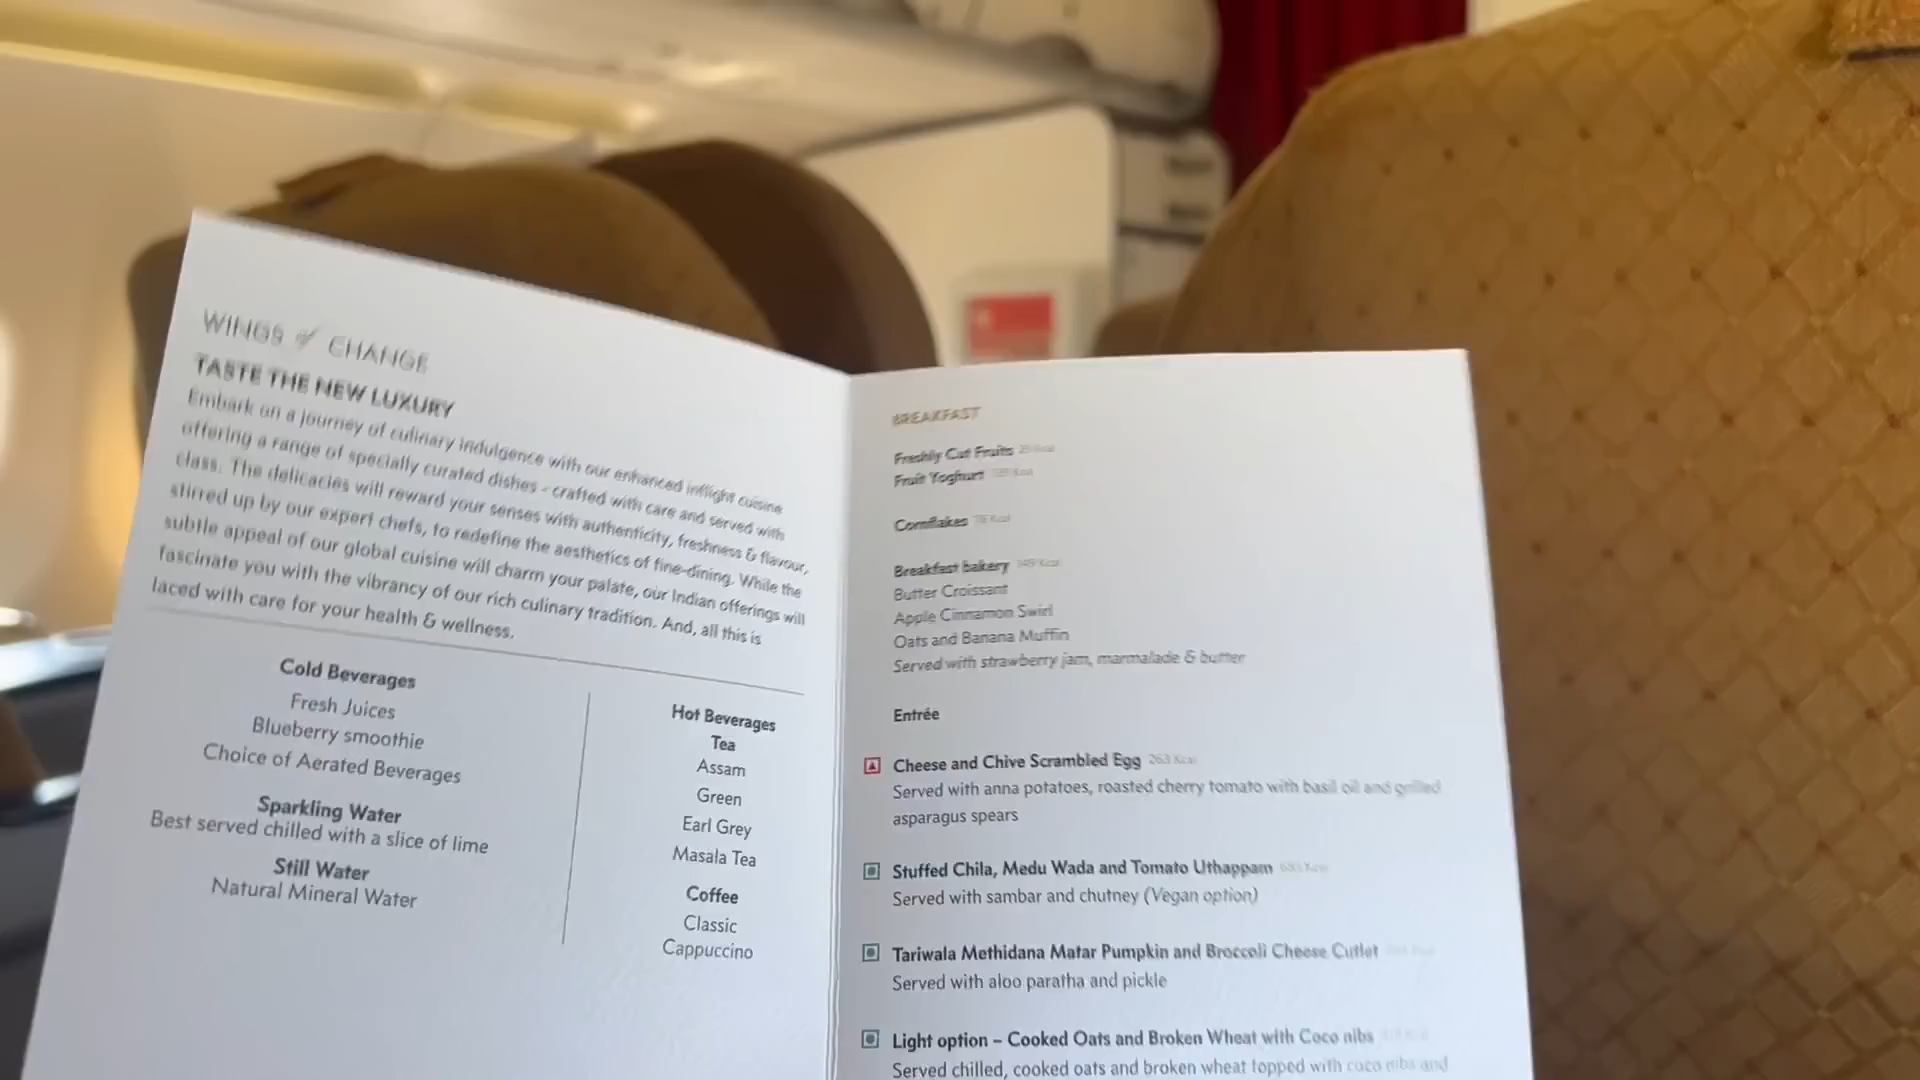 WINGS of CHANGE
TASTE THE NEW LUXURY
Embark on a journey of culinary indulgence with our enhanced inflight cuisine
offering a range of specially curated dishes - crafted with care and served with
class. The delicacies will reward your senses with authenticity, freshness & flavour,
stirred up by our expert chefs, to redefine the aesthetics of fine-dining. While the
subtle appeal of our global cuisine will charm your palate, our Indian offerings will
fascinate you with the vibrancy of our rich culinary tradition. And, all this is
laced with care for your health & wellness.
Cold Beverages
Fresh Juices
Blueberry smoothie
Choice of Aerated Beverages
Sparkling Water
Best served chilled with a slice of lime
Still Water
Natural Mineral Water
Hot Beverages
Tea
Assam
Green
Earl Grey
Masala Tea
Coffee
Classic
Cappuccino
BREAKFAST
Freshly Cut Fruits
Fruit Yoghurt
Cornflakes
Breakfast bakery
Butter Croissant
Apple Cinnamon Swirl
Oats and Banana Muffin
Served with strawberry jam, marmalade & butter
Entrée
Cheese and Chive Scrambled Egg 263 Kcal
Served with anna potatoes, roasted cherry tomato with basil oil and grilled
asparagus spears
Stuffed Chila, Medu Wada and Tomato Uthappam
Served with sambar and chutney (Vegan option)
Tariwala Methidana Matar Pumpkin and Broccoli Cheese Cutlet
Served with aloo paratha and pickle
Light option – Cooked Oats and Broken Wheat with Coco nibs
Served chilled, cooked oats and broken wheat topped with coco nibs and